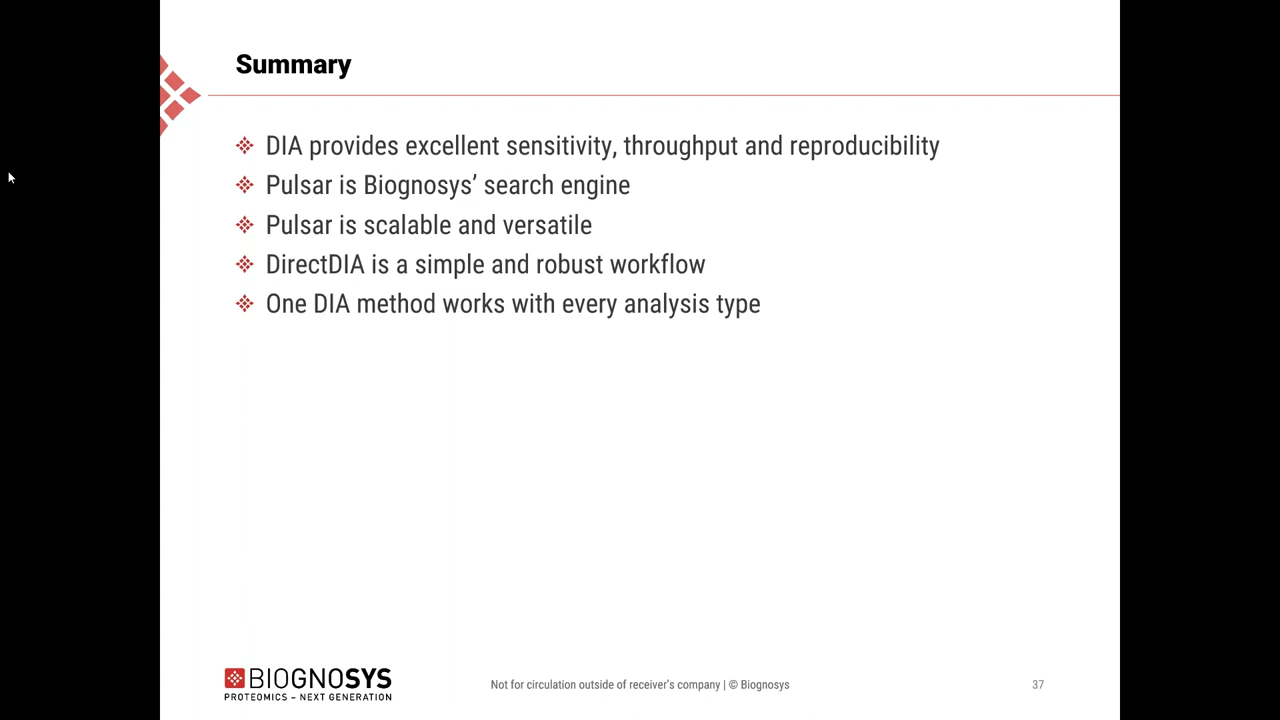 Summary
DIA provides excellent sensitivity, throughput and reproducibility
Pulsar is Biognosys’ search engine
Pulsar is scalable and versatile
DirectDIA is a simple and robust workflow
One DIA method works with every analysis type
BIOGNOSYS
PROTEOMICS – NEXT GENERATION
Not for circulation outside of receiver's company | © Biognosys
37